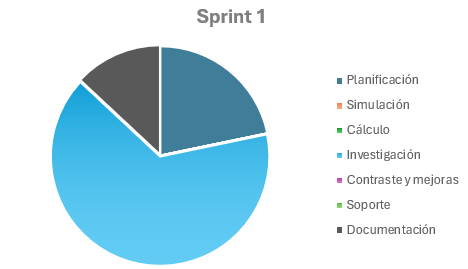 Sprint 1
Planificación
Simulación
Cálculo
Investigación
Contraste y mejoras
Soporte
Documentación